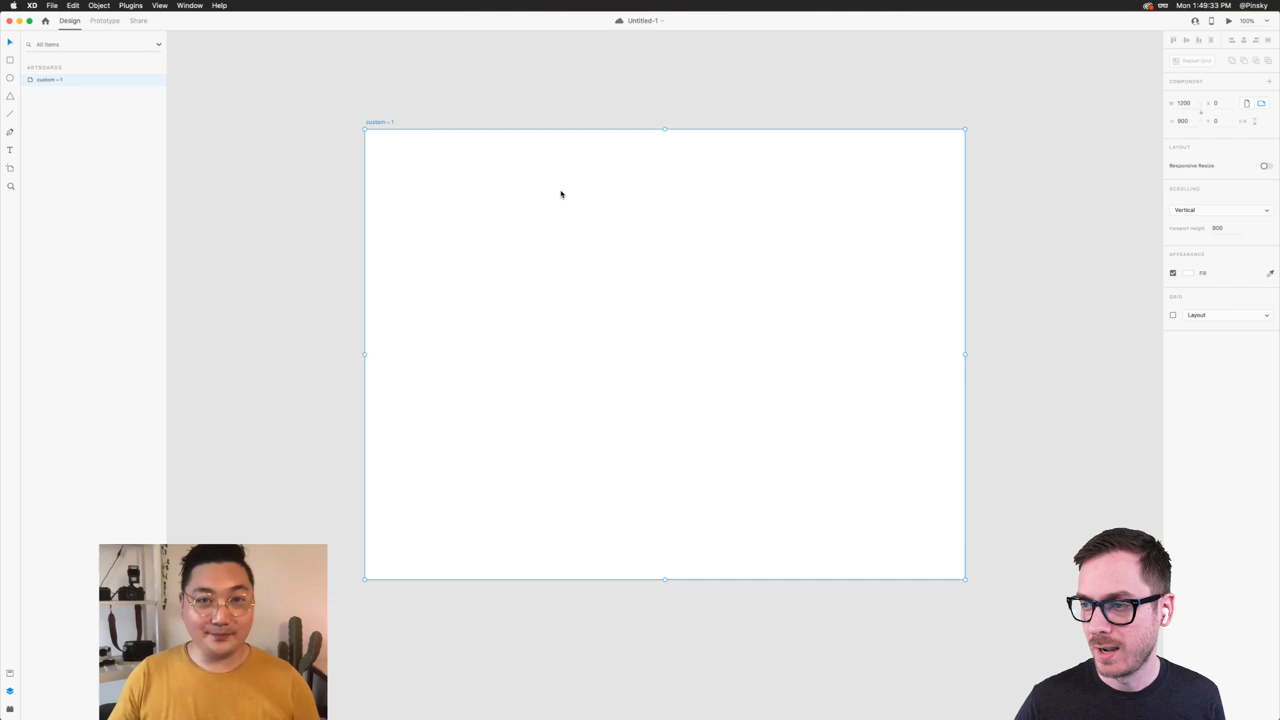 XD File Edit Object Plugins View Window Help
Mon 1:49:33 PM @Pinsky
Design Prototype Share
Untitled-1
100%
All Items
ARTBOARDS
custom – 1
custom – 1
Repeat Grid
COMPONENT
W 1200 X 0
H 900 Y 0
LAYOUT
Responsive Resize
SCROLLING
Vertical
Viewport Height 900
APPEARANCE
Fill
GRID
Layout